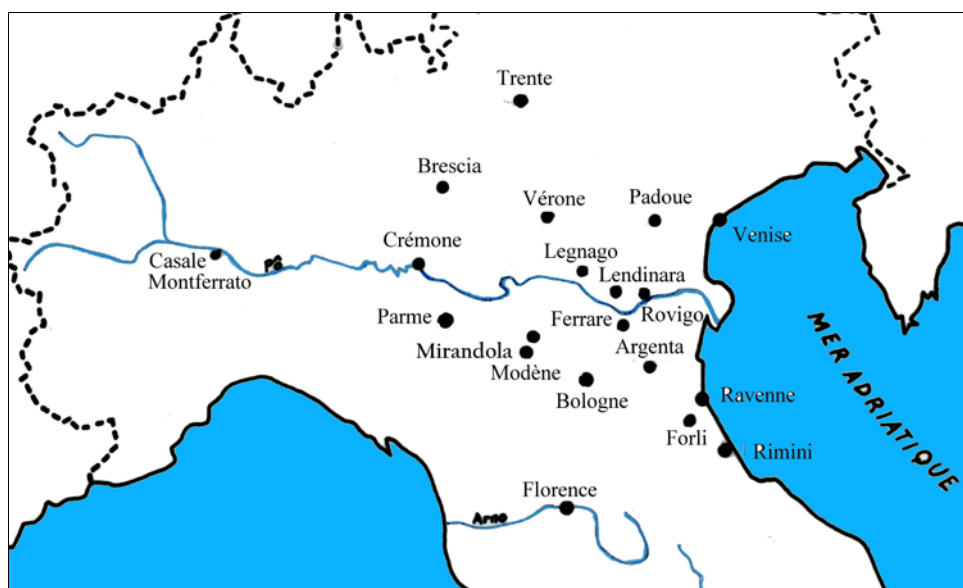 Trente
Brescia
Vérone
Padoue
Venise
Crémone
Legnago
Casale
Montferrato
Pô
Lendinara
Parme
Ferrare
Rovigo
Mirandola
Argenta
Modène
Bologne
Ravenne
Forli
Rimini
MER ADRIATIQUE
Florence
Arno